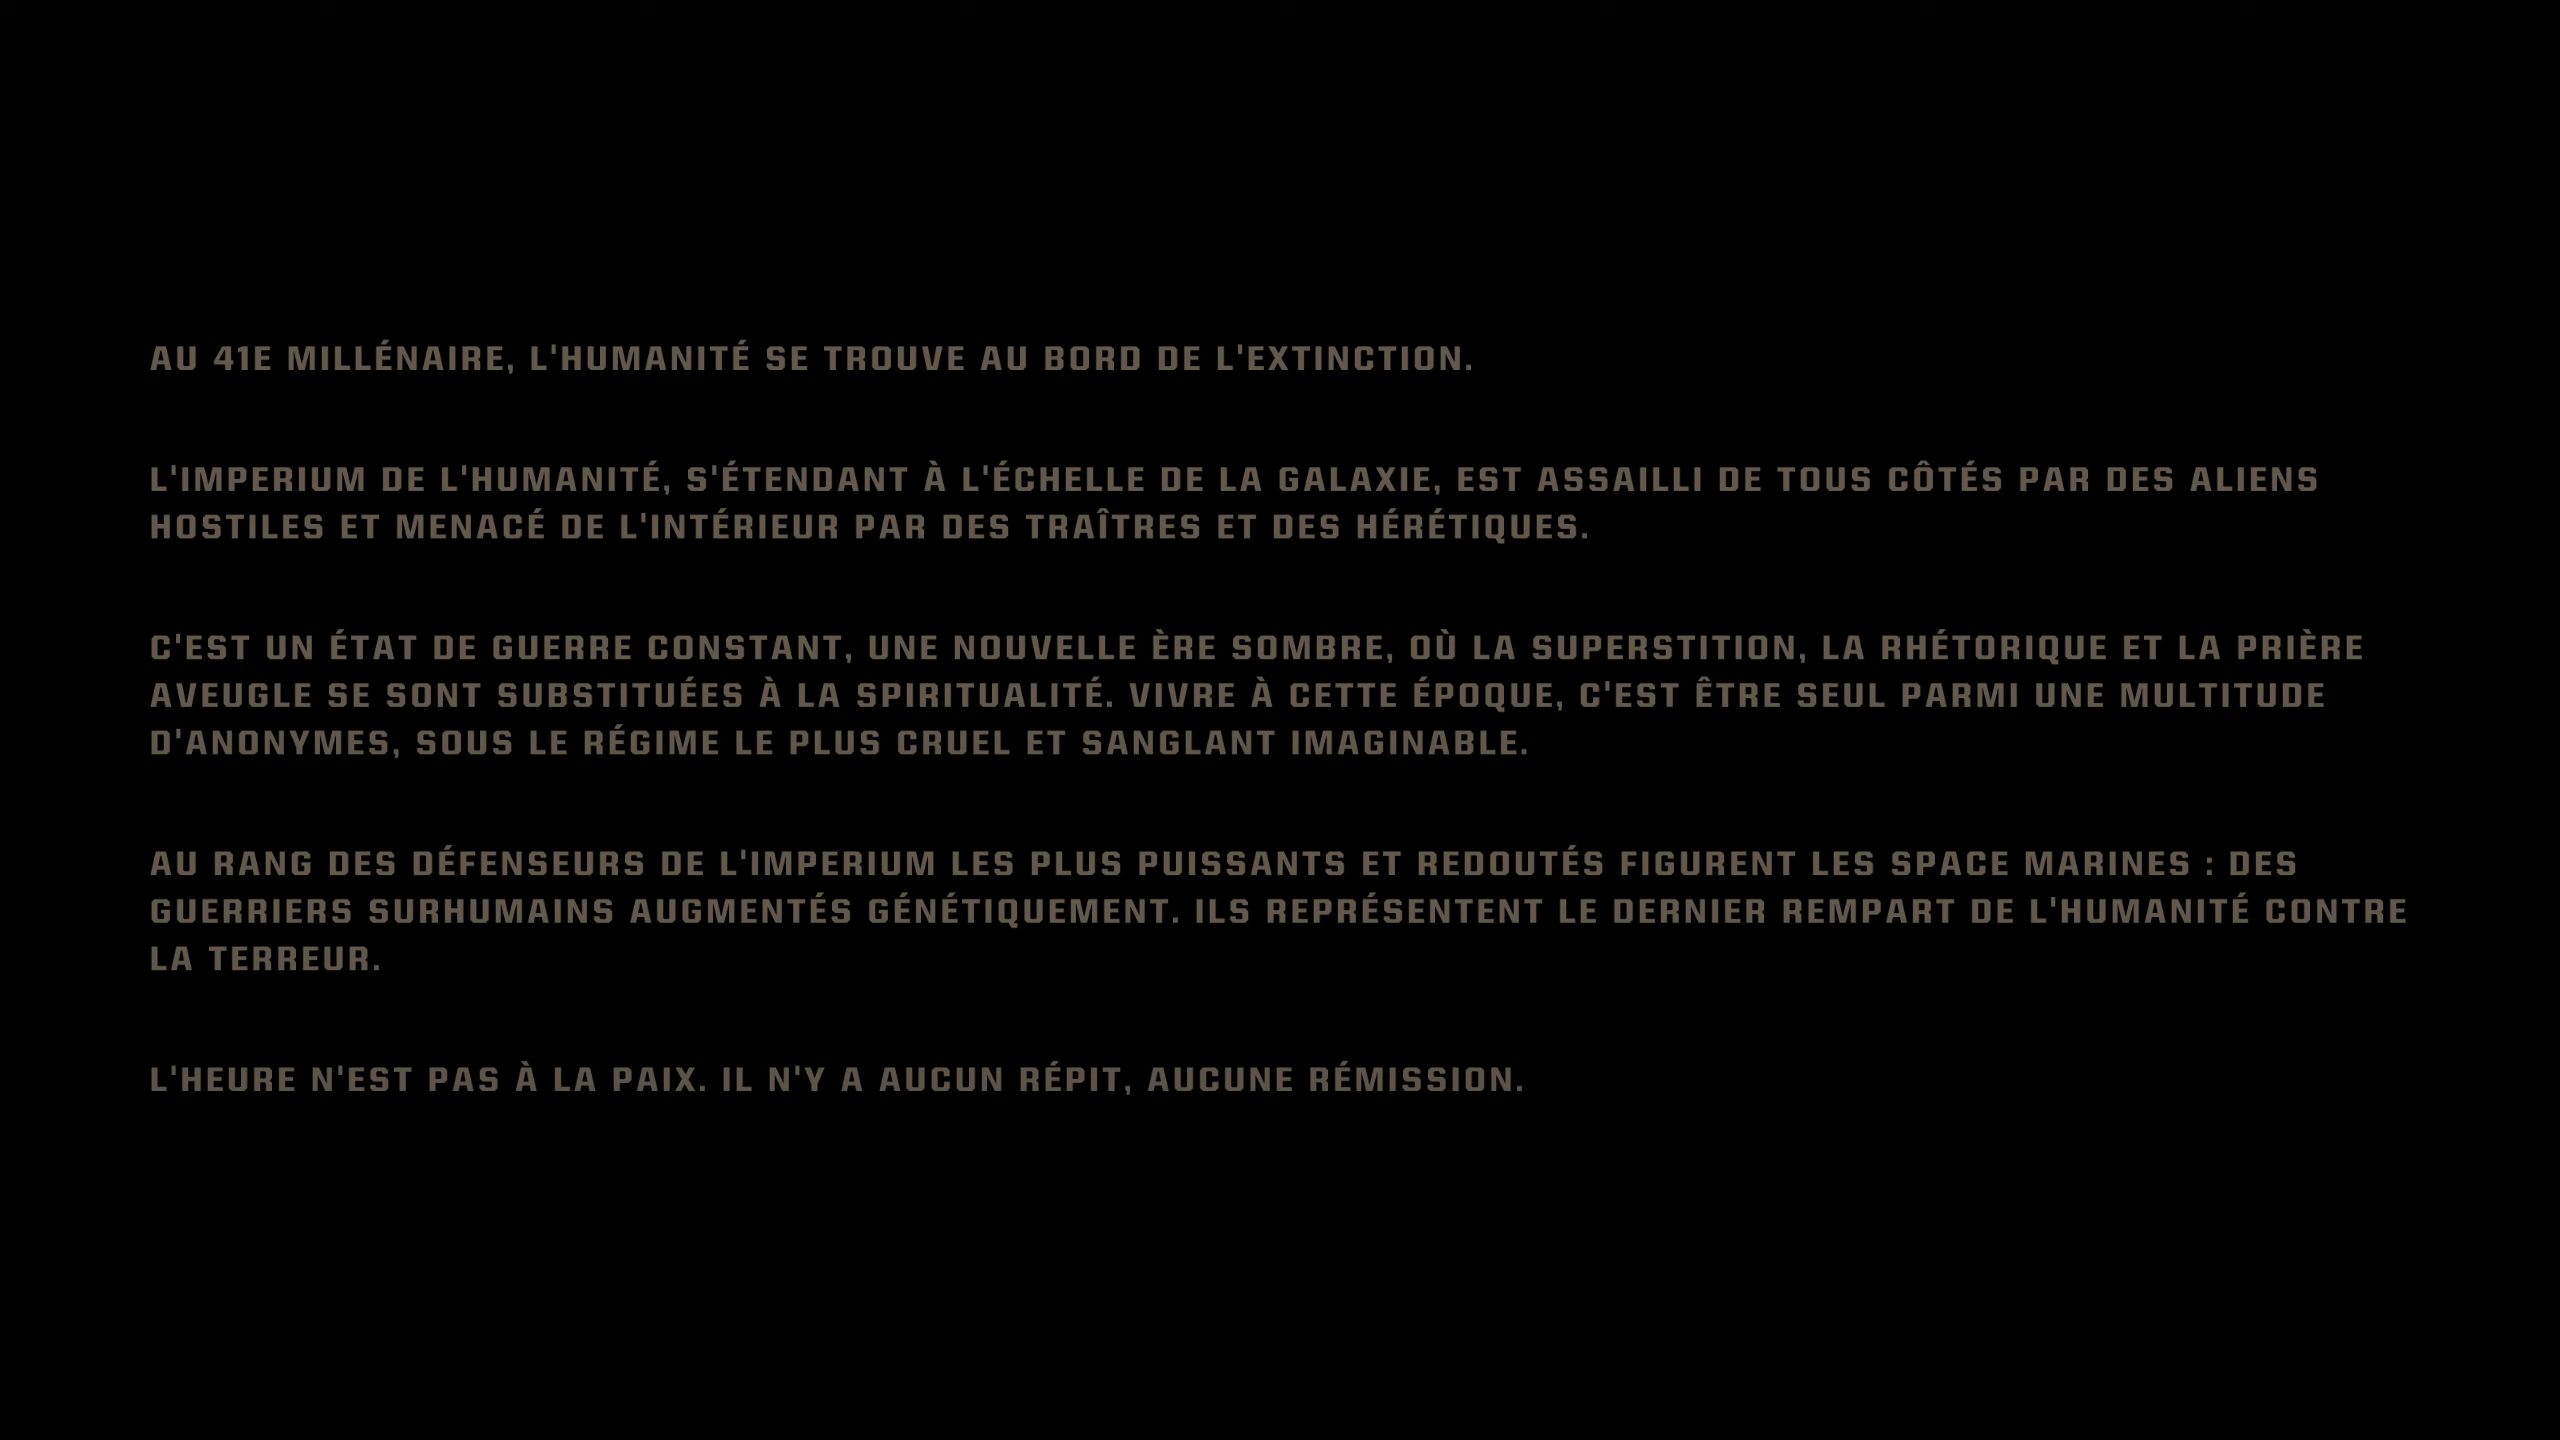 AU 41E MILLÉNAIRE, L'HUMANITÉ SE TROUVE AU BORD DE L'EXTINCTION.
L'IMPERIUM DE L'HUMANITÉ, S'ÉTENDANT À L'ÉCHELLE DE LA GALAXIE, EST ASSAILLI DE TOUS CÔTÉS PAR DES ALIENS
HOSTILES ET MENACÉ DE L'INTÉRIEUR PAR DES TRAÎTRES ET DES HÉRÉTIQUES.
C'EST UN ÉTAT DE GUERRE CONSTANT, UNE NOUVELLE ÈRE SOMBRE, OÙ LA SUPERSTITION, LA RHÉTORIQUE ET LA PRIÈRE
AVEUGLE SE SONT SUBSTITUÉES À LA SPIRITUALITÉ. VIVRE À CETTE ÉPOQUE, C'EST ÊTRE SEUL PARMI UNE MULTITUDE
D'ANONYMES, SOUS LE RÉGIME LE PLUS CRUEL ET SANGLANT IMAGINABLE.
AU RANG DES DÉFENSEURS DE L'IMPERIUM LES PLUS PUISSANTS ET REDOUTÉS FIGURENT LES SPACE MARINES : DES
GUERRIERS SURHUMAINS AUGMENTÉS GÉNÉTIQUEMENT. ILS REPRÉSENTENT LE DERNIER REMPART DE L'HUMANITÉ CONTRE
LA TERREUR.
L'HEURE N'EST PAS À LA PAIX. IL N'Y A AUCUN RÉPIT, AUCUNE RÉMISSION.